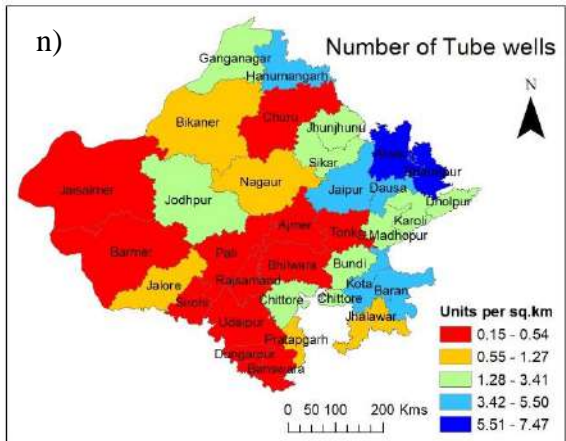 n)
Number of Tube wells
Ganganagar
Hanumangarh
N
Churu
Bikaner
Jhunjhunu
Sikar
Alwar
Bharatpur
Jaisalmer
Nagaur
Jaipur
Dausa
Jodhpur
Dholpur
Karoli
Ajmer
Tonk
Madhopur
Barmer
Pali
Bhilwara
Bundi
Rajsamand
Kota
Baran
Jalore
Sirohi
Chittore
Chittore
Jhalawar
Udaipur
Pratapgarh
Dungarpur
Banswara
Units per sq.km
0.15 - 0.54
0.55 - 1.27
1.28 - 3.41
3.42 - 5.50
5.51 - 7.47
0 50 100 200 Kms